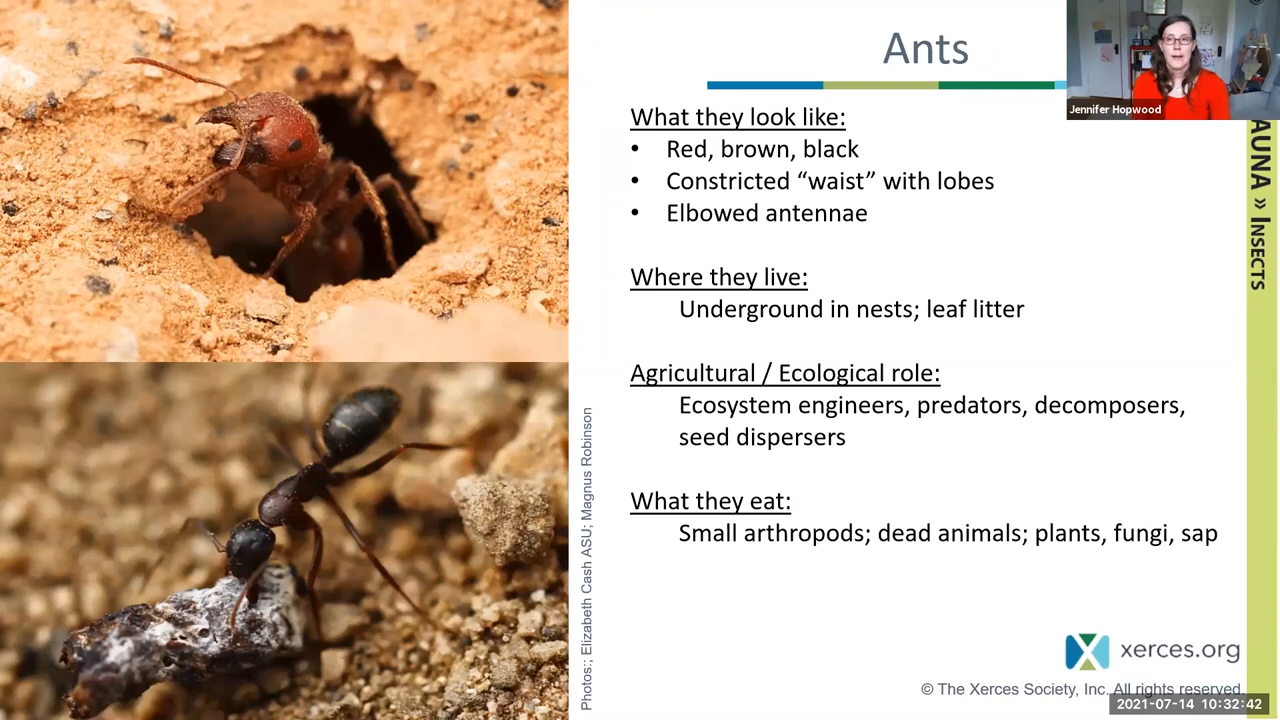 Ants
Jennifer Hopwood
What they look like:
• Red, brown, black
• Constricted “waist” with lobes
• Elbowed antennae
Where they live:
Underground in nests; leaf litter
Agricultural / Ecological role:
Ecosystem engineers, predators, decomposers,
seed dispersers
What they eat:
Small arthropods; dead animals; plants, fungi, sap
Photos:; Elizabeth Cash ASU; Magnus Robinson
AUNA » INSECTS
xerces.org
© The Xerces Society, Inc. All rights reserved.
2021-07-14 10:32:42